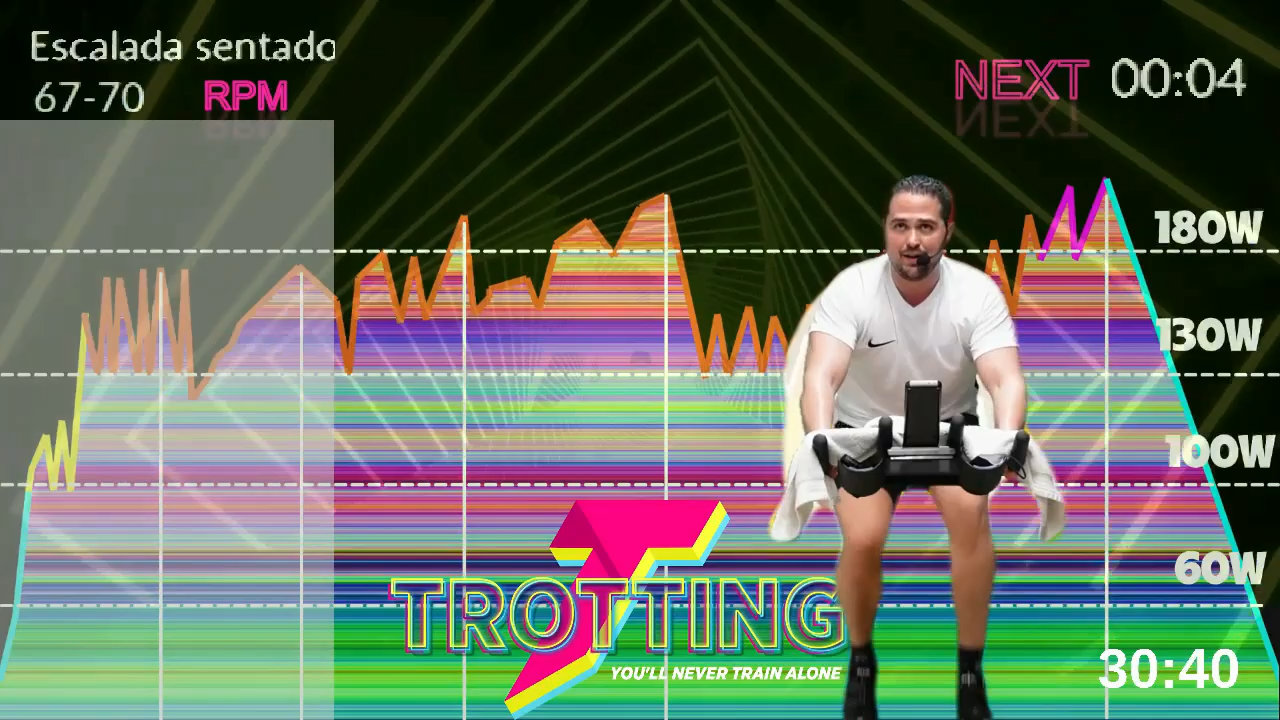 Escalada sentado
67-70 RPM
NEXT 00:04
180W
130W
100W
60W
TROTTING
YOU'LL NEVER TRAIN ALONE
30:40